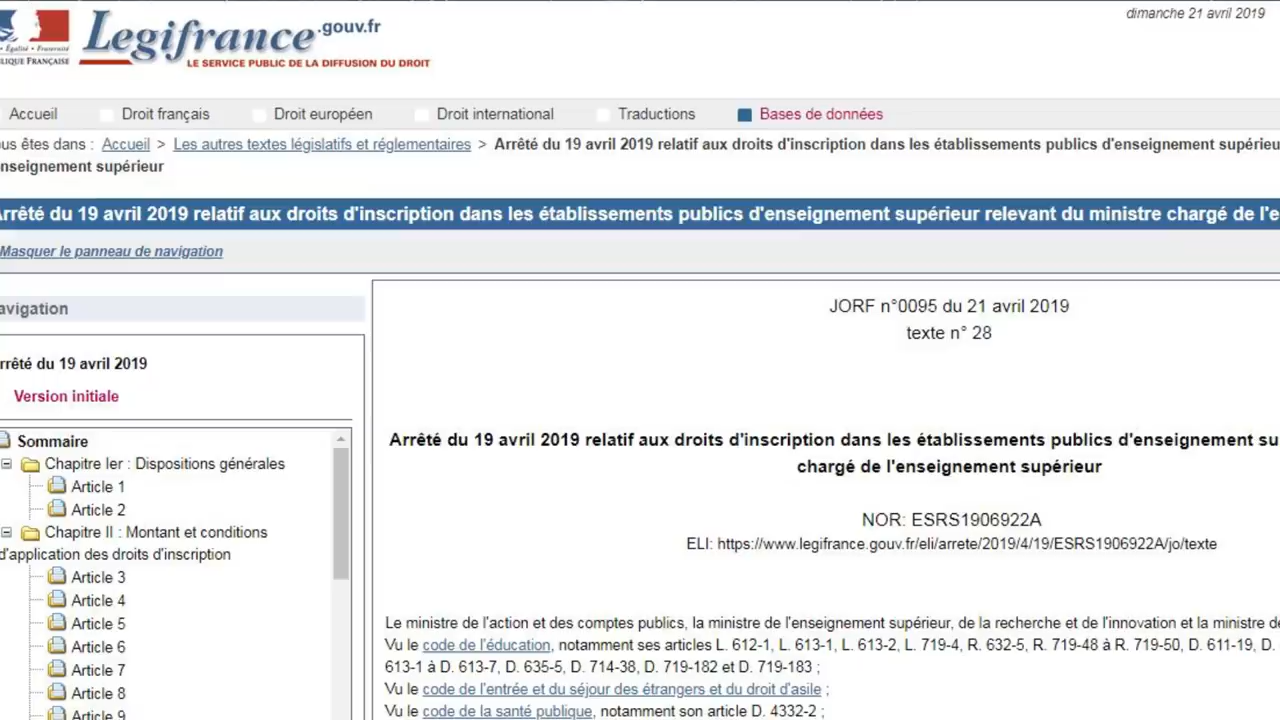 dimanche 21 avril 2019
Legifrance.gouv.fr
• Égalité • Fraternité
LIQUE FRANÇAISE
LE SERVICE PUBLIC DE LA DIFFUSION DU DROIT
Accueil Droit français Droit européen Droit international Traductions Bases de données
us êtes dans : Accueil > Les autres textes législatifs et réglementaires > Arrêté du 19 avril 2019 relatif aux droits d'inscription dans les établissements publics d'enseignement supérieu
nseignement supérieur
Arrêté du 19 avril 2019 relatif aux droits d'inscription dans les établissements publics d'enseignement supérieur relevant du ministre chargé de l'e
Masquer le panneau de navigation
avigation
rrêté du 19 avril 2019
Version initiale
Sommaire
Chapitre Ier : Dispositions générales
Article 1
Article 2
Chapitre II : Montant et conditions
d'application des droits d'inscription
Article 3
Article 4
Article 5
Article 6
Article 7
Article 8
Article 9
JORF n°0095 du 21 avril 2019
texte n° 28
Arrêté du 19 avril 2019 relatif aux droits d'inscription dans les établissements publics d'enseignement su
chargé de l'enseignement supérieur
NOR: ESRS1906922A
ELI: https://www.legifrance.gouv.fr/eli/arrete/2019/4/19/ESRS1906922A/jo/texte
Le ministre de l'action et des comptes publics, la ministre de l'enseignement supérieur, de la recherche et de l'innovation et la ministre de
Vu le code de l'éducation, notamment ses articles L. 612-1, L. 613-1, L. 613-2, L. 719-4, R. 632-5, R. 719-48 à R. 719-50, D. 611-19, D.
613-1 à D. 613-7, D. 635-5, D. 714-38, D. 719-182 et D. 719-183 ;
Vu le code de l'entrée et du séjour des étrangers et du droit d'asile ;
Vu le code de la santé publique, notamment son article D. 4332-2 ;